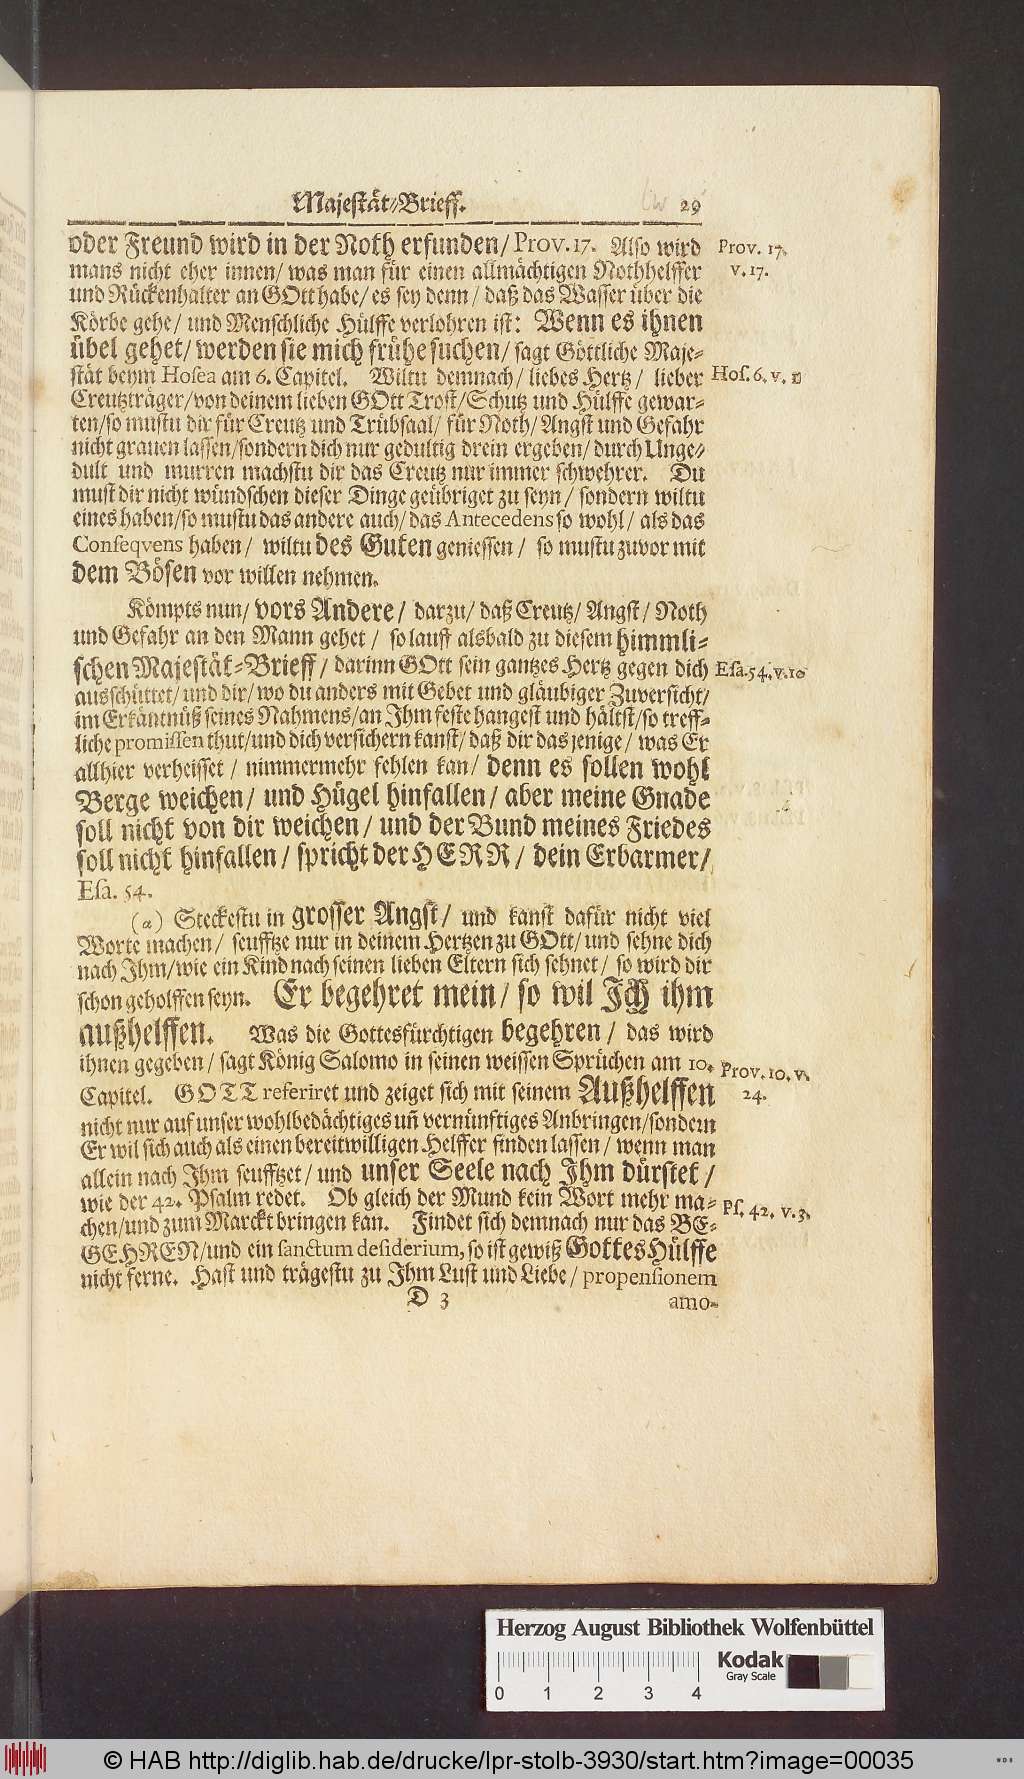 Majestät-Brieff. 29
oder Freund wird in der Noth erfunden/ Prov. 17. Also wird
Prov. 17.
mans nicht eher innen/ was man für einen allmächtigen Nothhelffer
v. 17.
und Rückenhalter an GOtt habe/ es sey denn/ daß das Wasser über die
Körbe gehe/ und Menschliche Hülffe verlohren ist: Wenn es ihnen
übel gehet/ werden sie mich frühe suchen/ sagt Göttliche Maje-
stät beym Hosea am 6. Capitel. Wiltu demnach/ liebes Hertz/ lieber
Hos. 6. v. 1
Creutzträger/ von deinem lieben GOtt Trost/ Schutz und Hülffe gewar-
ten/ so mustu dir für Creutz und Trübsaal/ für Noth/ Angst und Gefahr
nicht grauen lassen/ sondern dich nur gedultig drein ergeben/ durch Unge-
dult und murren machstu dir das Creutz nur immer schwehrer. Du
must dir nicht wündschen dieser Dinge geübriget zu seyn/ sondern wiltu
eines haben/ so mustu das andere auch/ das Antecedens so wohl/ als das
Conseqvens haben/ wiltu des Guten geniessen/ so mustu zuvor mit
dem Bösen vor willen nehmen.
Kömpts nun/ vors Andere/ darzu/ daß Creutz/ Angst/ Noth
und Gefahr an den Mann gehet/ so lauff alsbald zu diesem himmli-
schen Majestät-Brieff/ darinn GOtt sein gantzes Hertz gegen dich
Esa. 54. v. 10
ausschüttet/ und dir/ wo du anders mit Gebet und gläubiger Zuversicht/
im Erkäntnüß seines Nahmens/ an Ihm feste hangest und hältst/ so treff-
liche promissen thut/ und dich versichern kanst/ daß dir dasjenige/ was Er
allhier verheisset/ nimmermehr fehlen kan/ denn es sollen wohl
Berge weichen/ und Hügel hinfallen/ aber meine Gnade
soll nicht von dir weichen/ und der Bund meines Friedes
soll nicht hinfallen/ spricht der HERR/ dein Erbarmer/
Esa. 54.
(a) Steckestu in grosser Angst/ und kanst dafür nicht viel
Worte machen/ seufftze nur in deinem Hertzen zu GOtt/ und sehne dich
nach Ihm/ wie ein Kind nach seinen lieben Eltern sich sehnet/ so wird dir
schon geholffen seyn. Er begehret mein/ so wil Jch ihm
außhelffen. Was die Gottesfürchtigen begehren/ das wird
ihnen gegeben/ sagt König Salomo in seinen weissen Sprüchen am 10.
Prov. 10. v.
Capitel. GOTT referiret und zeiget sich mit seinem Außhelffen
24.
nicht nur auf unser wohlbedächtiges uñ vernünftiges Anbringen/ sondern
Er wil sich auch als einen bereitwilligen Helffer finden lassen/ wenn man
allein nach Ihm seufftzet/ und unser Seele nach Ihm dürstet/
wie der 42. Psalm redet. Ob gleich der Mund kein Wort mehr ma-
Ps. 42. v. 3.
chen/ und zum Marckt bringen kan. Findet sich demnach nur das BE-
GEHREN/ und ein sanctum desiderium, so ist gewiß Gottes Hülffe
nicht ferne. Hast und trägestu zu Ihm Lust und Liebe/ propensionem
D 3 amo-
Herzog August Bibliothek Wolfenbüttel
Kodak
Gray Scale
0 1 2 3 4
© HAB http://diglib.hab.de/drucke/lpr-stolb-3930/start.htm?image=00035